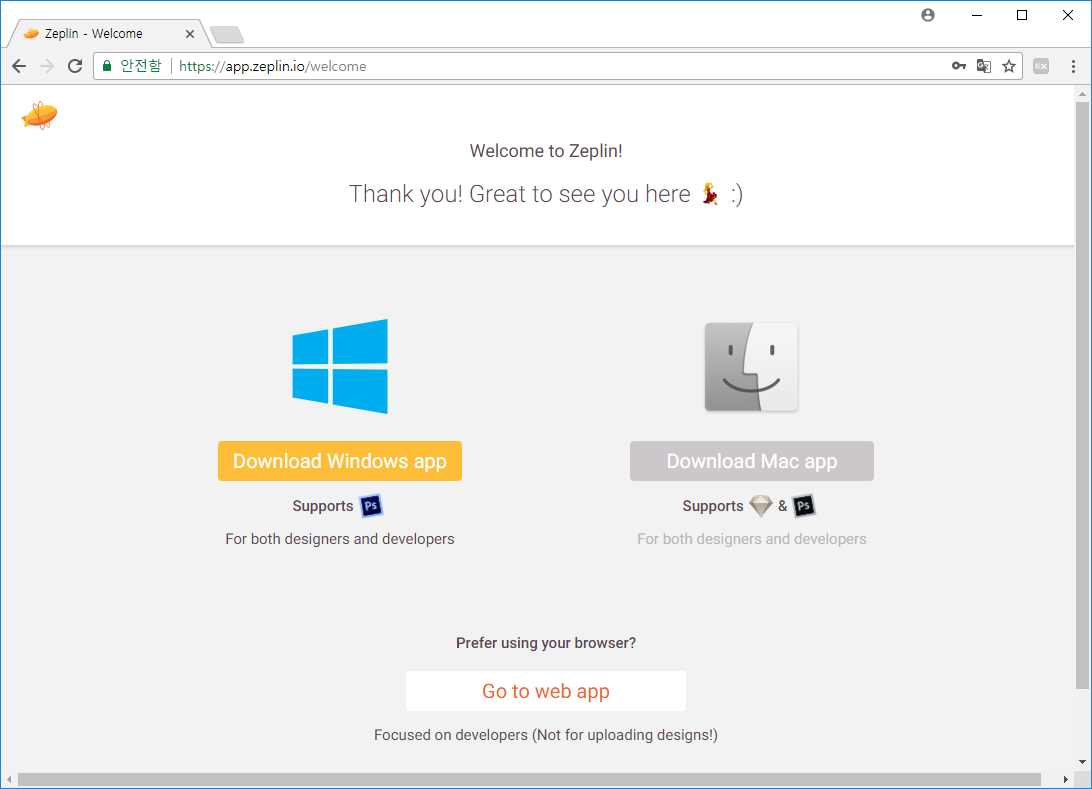 Zeplin - Welcome
안전함 https://app.zeplin.io/welcome
Welcome to Zeplin!
Thank you! Great to see you here 💃 :)
Download Windows app
Download Mac app
Supports Ps
Supports & Ps
For both designers and developers
For both designers and developers
Prefer using your browser?
Go to web app
Focused on developers (Not for uploading designs!)